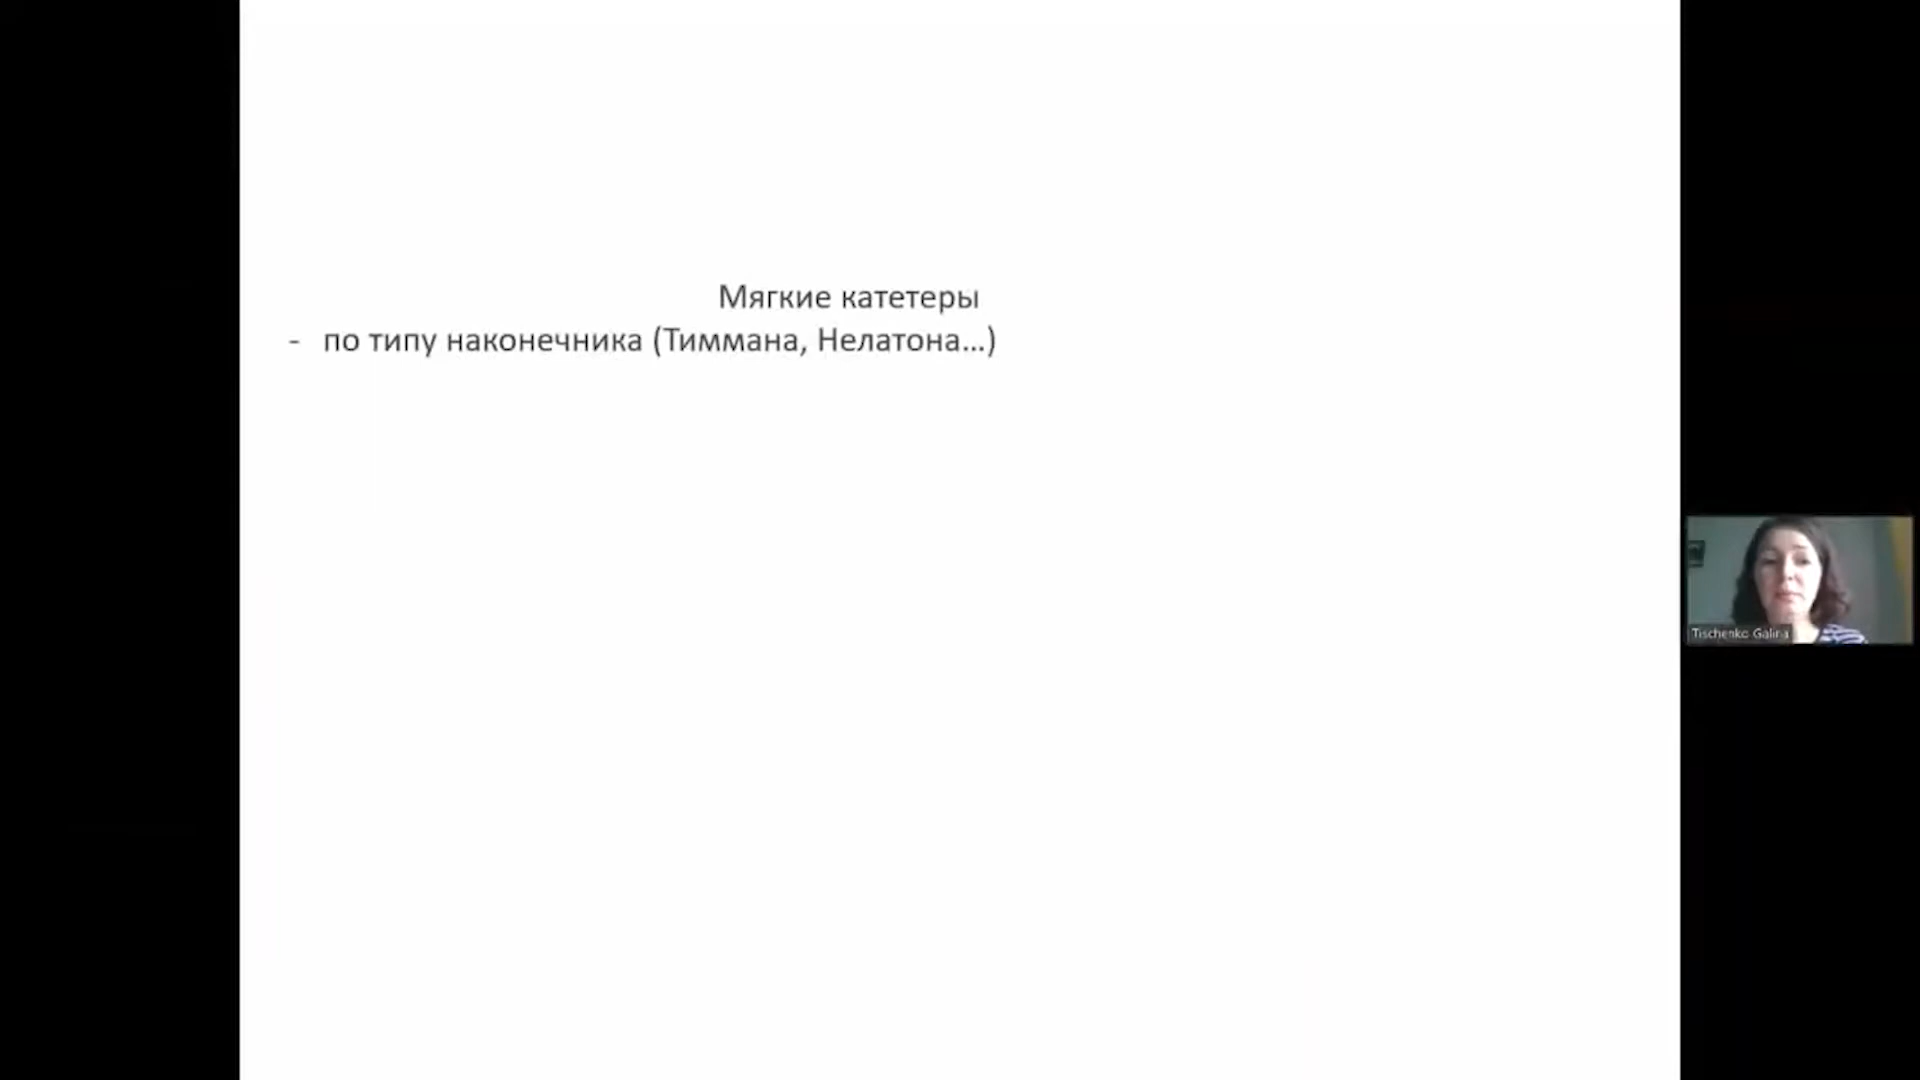 Мягкие катетеры
- по типу наконечника (Тиммана, Нелатона...)
Tischenko Galina